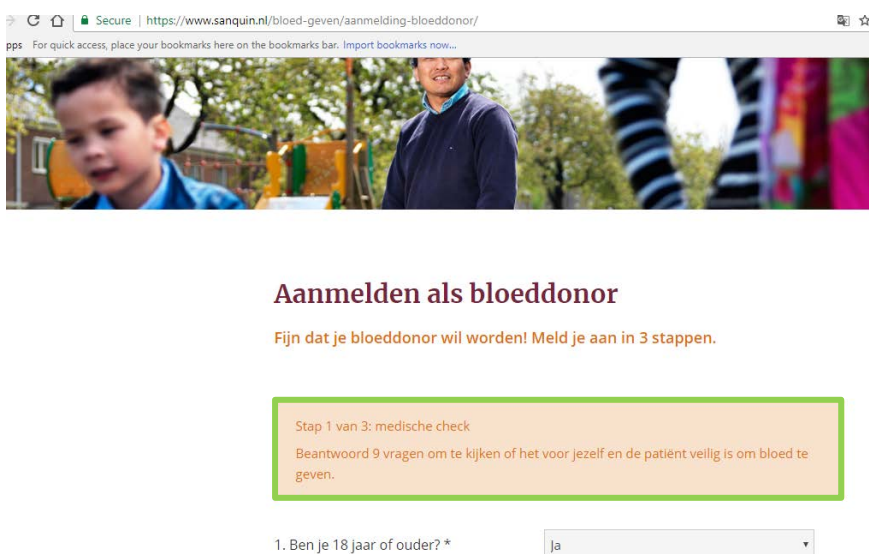 Secure | https://www.sanquin.nl/bloed-geven/aanmelding-bloeddonor/
pps For quick access, place your bookmarks here on the bookmarks bar. Import bookmarks now...
Aanmelden als bloeddonor
Fijn dat je bloeddonor wil worden! Meld je aan in 3 stappen.
Stap 1 van 3: medische check
Beantwoord 9 vragen om te kijken of het voor jezelf en de patiënt veilig is om bloed te
geven.
1. Ben je 18 jaar of ouder? * Ja